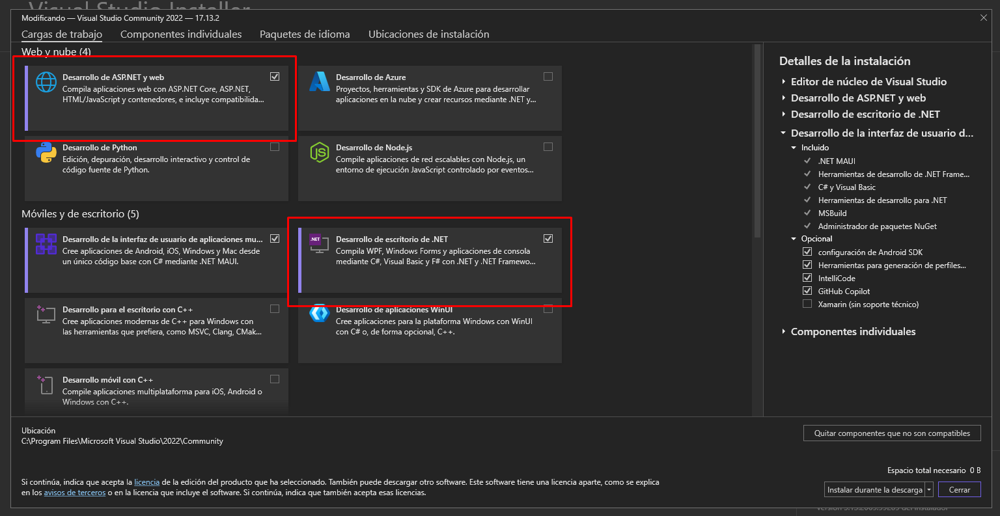 Visual Studio Installer
Modificando — Visual Studio Community 2022 — 17.13.2
Cargas de trabajo Componentes individuales Paquetes de idioma Ubicaciones de instalación
Web y nube (4)
Desarrollo de ASP.NET y web
Compila aplicaciones web con ASP.NET Core, ASP.NET,
HTML/JavaScript y contenedores, e incluye compatibilida...
Desarrollo de Azure
Proyectos, herramientas y SDK de Azure para desarrollar
aplicaciones en la nube y crear recursos mediante .NET y...
Desarrollo de Python
Edición, depuración, desarrollo interactivo y control de
código fuente de Python.
JS
Desarrollo de Node.js
Compile aplicaciones de red escalables con Node.js, un
entorno de ejecución JavaScript controlado por eventos...
Móviles y de escritorio (5)
Desarrollo de la interfaz de usuario de aplicaciones mu...
Cree aplicaciones de Android, iOS, Windows y Mac desde
un único código base con C# mediante .NET MAUI.
.NET
Desarrollo de escritorio de .NET
Compila WPF, Windows Forms y aplicaciones de consola
mediante C#, Visual Basic y F# con .NET y .NET Framewo...
Desarrollo para el escritorio con C++
Cree aplicaciones modernas de C++ para Windows con
las herramientas que prefiera, como MSVC, Clang, CMak...
Desarrollo de aplicaciones WinUI
Cree aplicaciones para la plataforma Windows con WinUI
con C# o, de forma opcional, C++.
Desarrollo móvil con C++
Compile aplicaciones multiplataforma para iOS, Android o
Windows con C++.
Detalles de la instalación
Editor de núcleo de Visual Studio
Desarrollo de ASP.NET y web
Desarrollo de escritorio de .NET
Desarrollo de la interfaz de usuario d...
Incluido
.NET MAUI
Herramientas de desarrollo de .NET Frame...
C# y Visual Basic
Herramientas de desarrollo para .NET
MSBuild
Administrador de paquetes NuGet
Opcional
configuración de Android SDK
Herramientas para generación de perfiles...
IntelliCode
GitHub Copilot
Xamarin (sin soporte técnico)
Componentes individuales
Ubicación
C:\Program Files\Microsoft Visual Studio\2022\Community
Quitar componentes que no son compatibles
Espacio total necesario 0 B
Si continúa, indica que acepta la licencia de la edición del producto que ha seleccionado. También puede descargar otro software. Este software tiene una licencia aparte, como se explica
en los avisos de terceros o en la licencia que incluye el software. Si continúa, indica que también acepta esas licencias.
Instalar durante la descarga
Cerrar